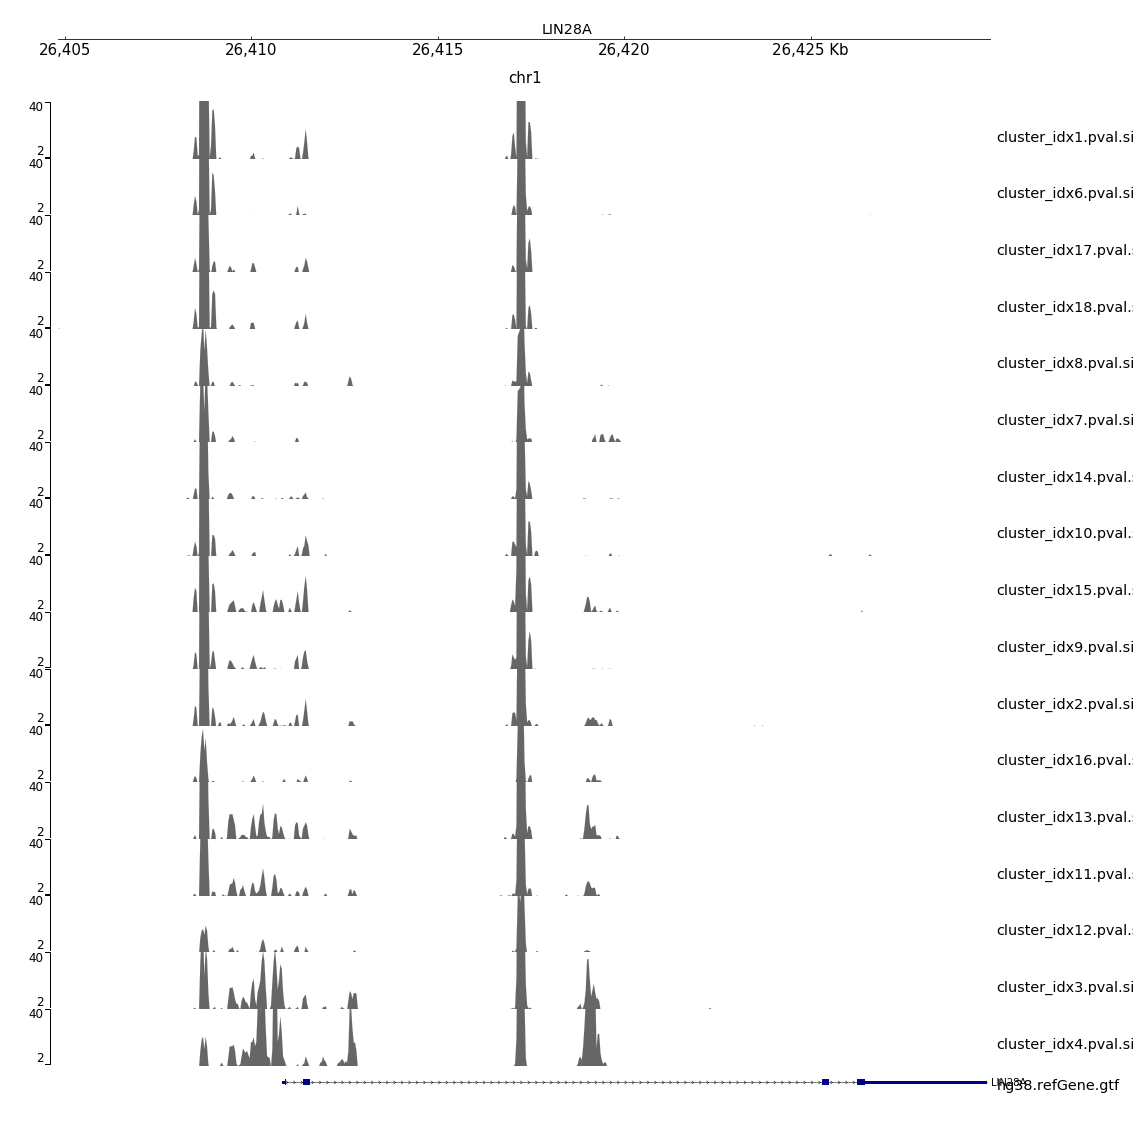 LIN28A
26,405 26,410 26,415 26,420 26,425 Kb
chr1
40
cluster_idx1.pval.si
2
40
cluster_idx6.pval.si
2
40
cluster_idx17.pval.s
2
40
cluster_idx18.pval.s
2
40
cluster_idx8.pval.si
2
40
cluster_idx7.pval.si
2
40
cluster_idx14.pval.s
2
40
cluster_idx10.pval.s
2
40
cluster_idx15.pval.s
2
40
cluster_idx9.pval.si
2
40
cluster_idx2.pval.si
2
40
cluster_idx16.pval.s
2
40
cluster_idx13.pval.s
2
40
cluster_idx11.pval.s
2
40
cluster_idx12.pval.s
2
40
cluster_idx3.pval.si
2
40
cluster_idx4.pval.si
2
LIN28A
hg38.refGene.gtf